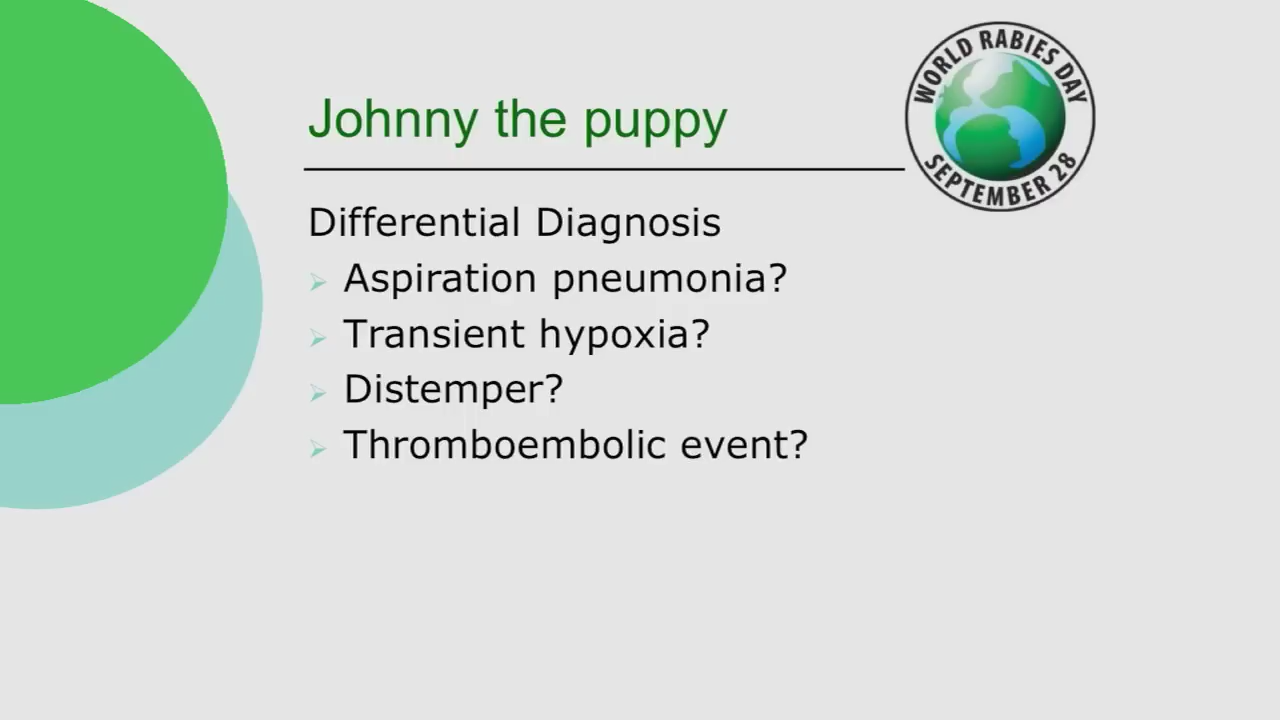 WORLD RABIES DAY
SEPTEMBER 28
Johnny the puppy
Differential Diagnosis
Aspiration pneumonia?
Transient hypoxia?
Distemper?
Thromboembolic event?